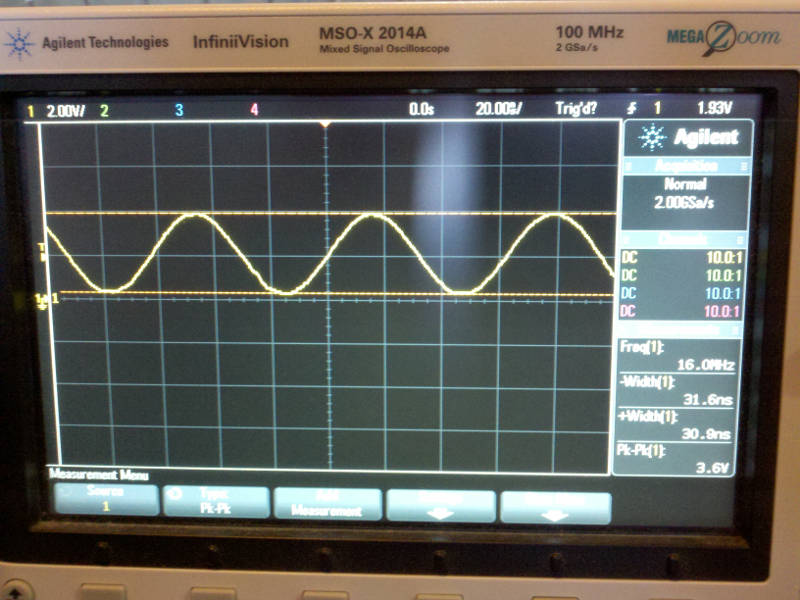 Agilent Technologies InfiniiVision MSO-X 2014A 100 MHz MEGA Zoom
Mixed Signal Oscilloscope 2 GSa/s
1 2.00V/ 2 3 4 0.0s 20.00ns/ Trig'd? 1 1.93V
Agilent
Acquisition
Normal
2.00GSa/s
Channels
DC 10.0:1
DC 10.0:1
DC 10.0:1
DC 10.0:1
T
1
Freq(1):
16.0MHz
-Width(1):
31.6ns
+Width(1):
30.9ns
Pk-Pk(1):
3.6V
Measurement Menu
Source
1
Type:
Pk-Pk
Add
Measurement